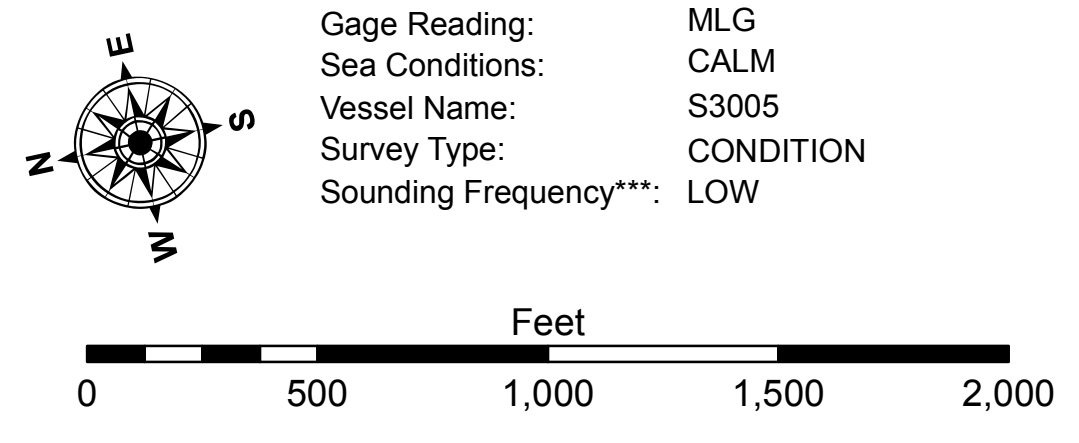 E
S
N
W
Gage Reading: MLG
Sea Conditions: CALM
Vessel Name: S3005
Survey Type: CONDITION
Sounding Frequency***: LOW
Feet
0 500 1,000 1,500 2,000